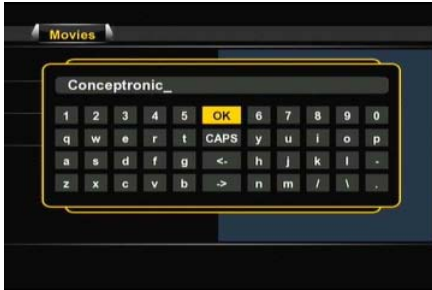 Movies
Conceptronic_
1 2 3 4 5 OK 6 7 8 9 0
q w e r t CAPS y u i o p
a s d f g <- h j k l -
z x c v b -> n m / \ .